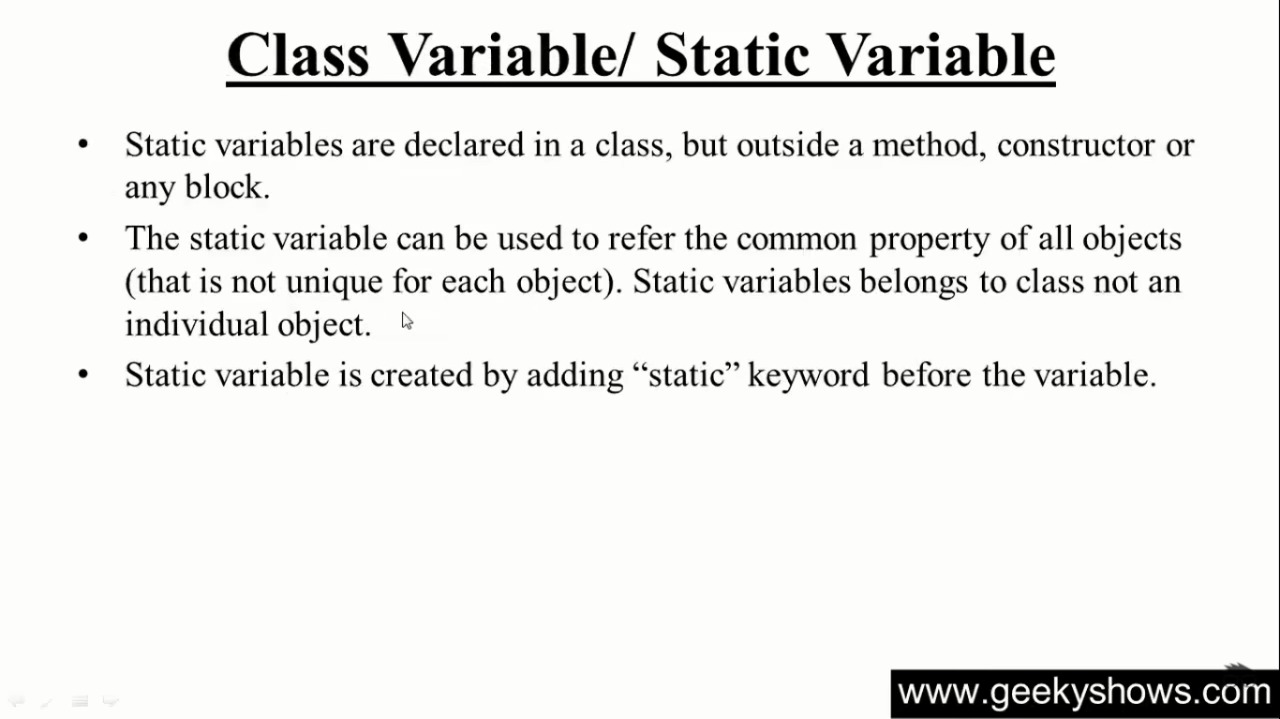 Class Variable/ Static Variable
• Static variables are declared in a class, but outside a method, constructor or
any block.
• The static variable can be used to refer the common property of all objects
(that is not unique for each object). Static variables belongs to class not an
individual object.
• Static variable is created by adding “static” keyword before the variable.
www.geekyshows.com